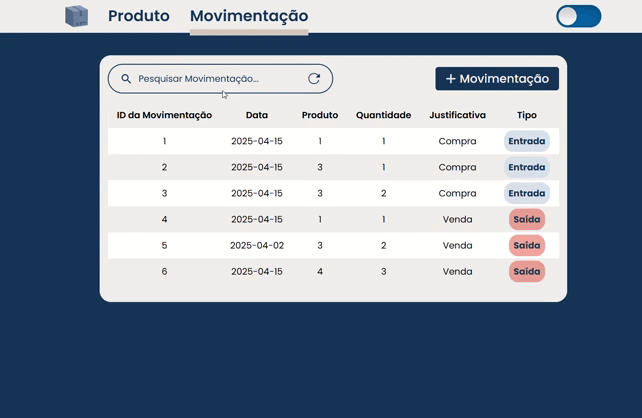 Produto Movimentação
Pesquisar Movimentação...
+ Movimentação
ID da Movimentação Data Produto Quantidade Justificativa Tipo
1 2025-04-15 1 1 Compra Entrada
2 2025-04-15 3 1 Compra Entrada
3 2025-04-15 3 2 Compra Entrada
4 2025-04-15 1 1 Venda Saída
5 2025-04-02 3 2 Venda Saída
6 2025-04-15 4 3 Venda Saída